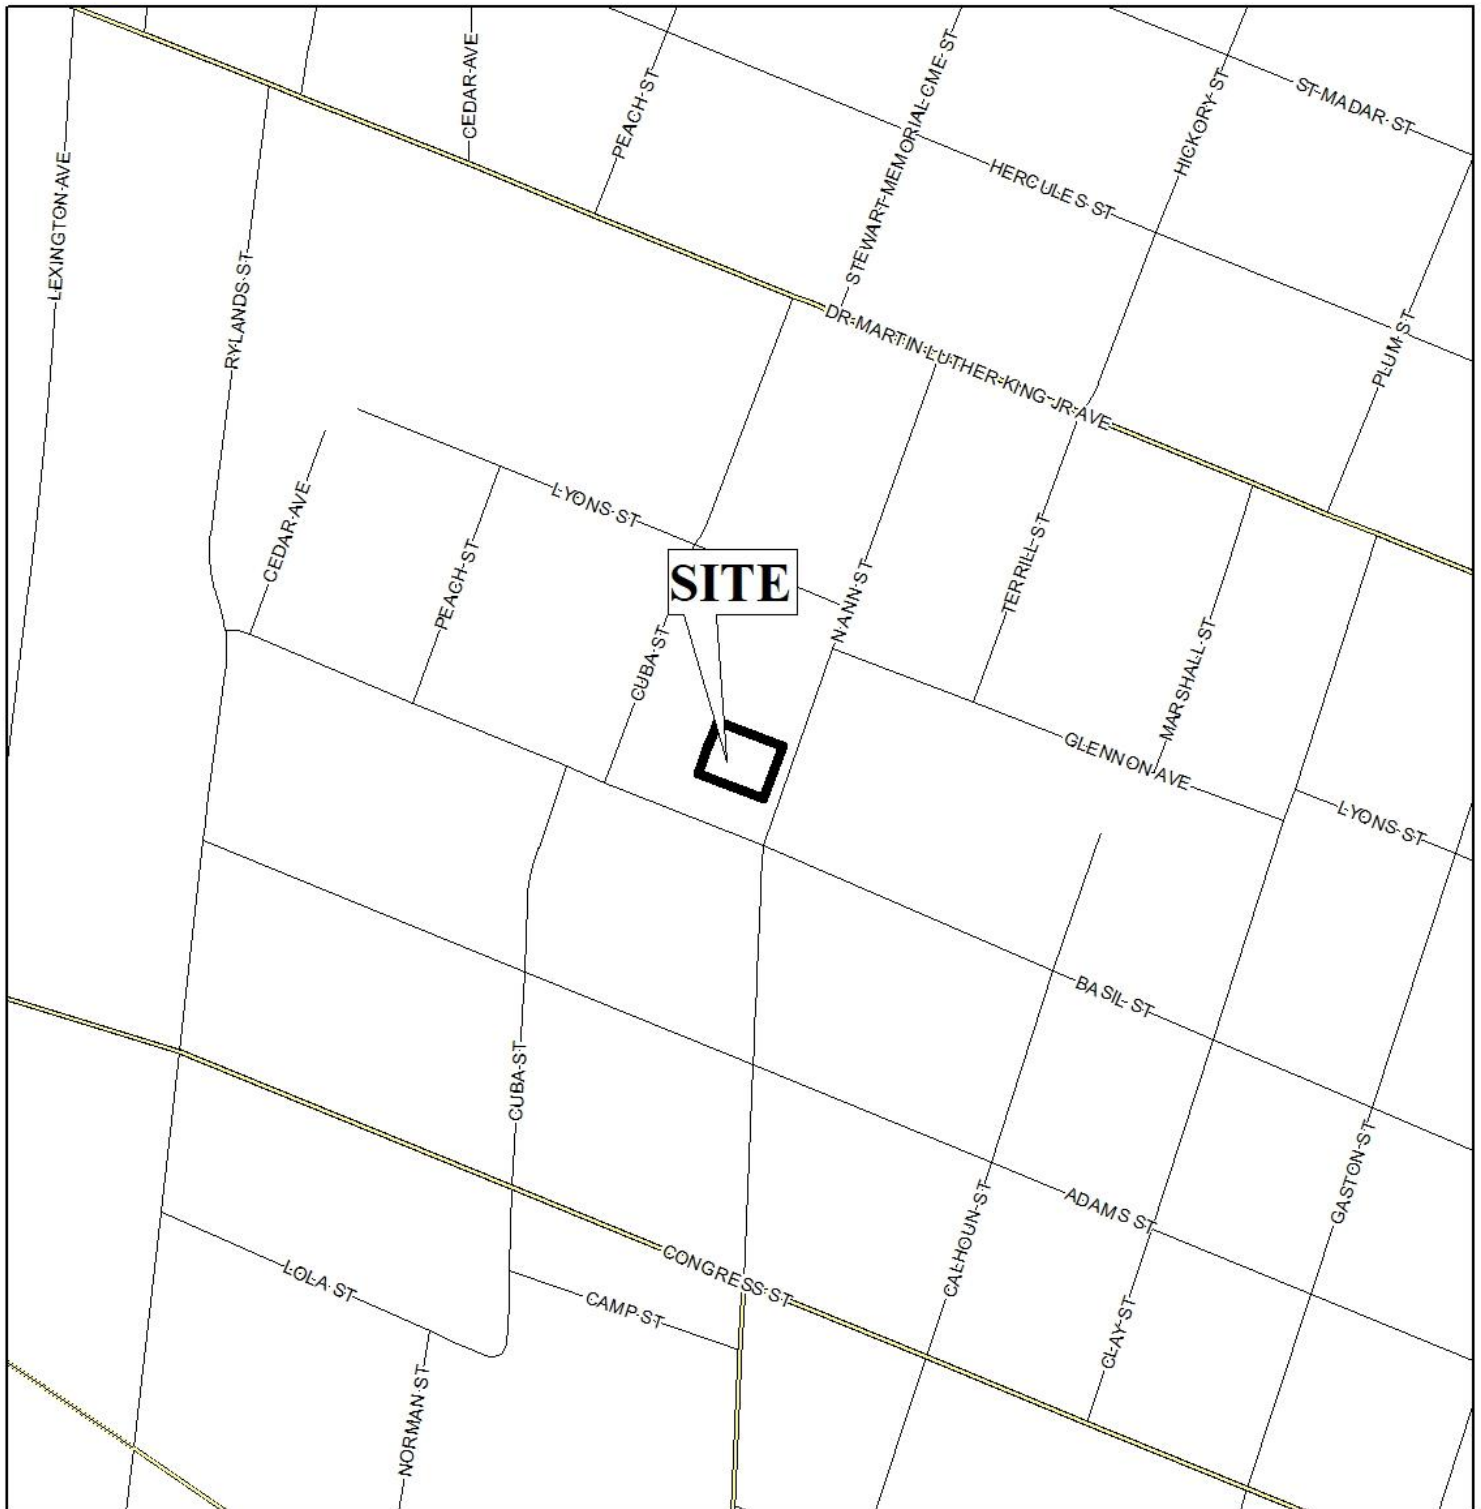 CEDAR AVE
PEACH ST
STEWART MEMORIAL CME ST
HICKORY ST
ST MADAR ST
LEXINGTON AVE
HERCULES ST
RYLANDS ST
DR MARTIN LUTHER KING JR AVE
PLUM ST
CEDAR AVE
LYONS ST
PEACH ST
SITE
N ANN ST
TERRILL ST
CUBA ST
MARSHALL ST
GLENNON AVE
LYONS ST
BASIL ST
CUBA ST
ADAMS ST
GASTON ST
CALHOUN ST
CONGRESS ST
LOLA ST
CAMP ST
CLAY ST
NORMAN ST